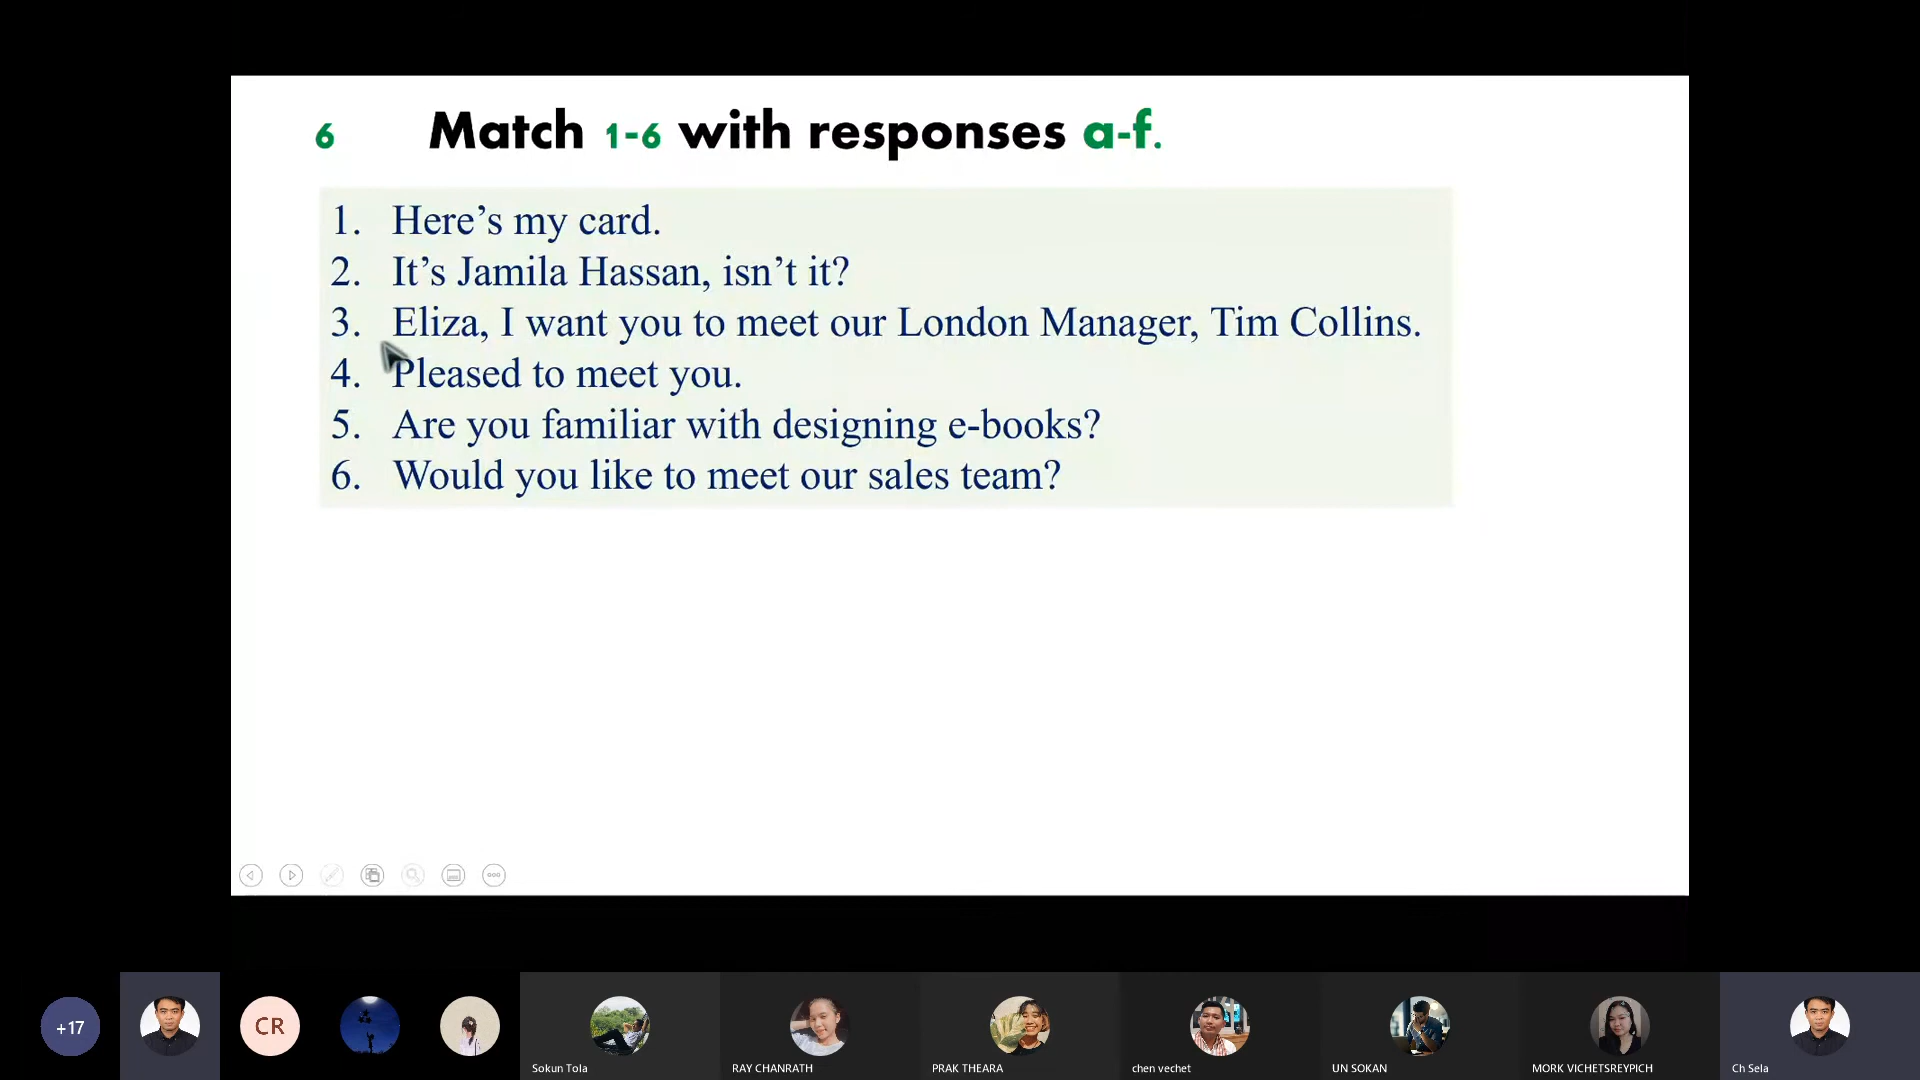 6 Match 1-6 with responses a-f.
1. Here’s my card.
2. It’s Jamila Hassan, isn’t it?
3. Eliza, I want you to meet our London Manager, Tim Collins.
4. Pleased to meet you.
5. Are you familiar with designing e-books?
6. Would you like to meet our sales team?
+17 CR
Sokun Tola RAY CHANRATH PRAK THEARA chen vechet UN SOKAN MORK VICHETSREYPICH Ch Sela